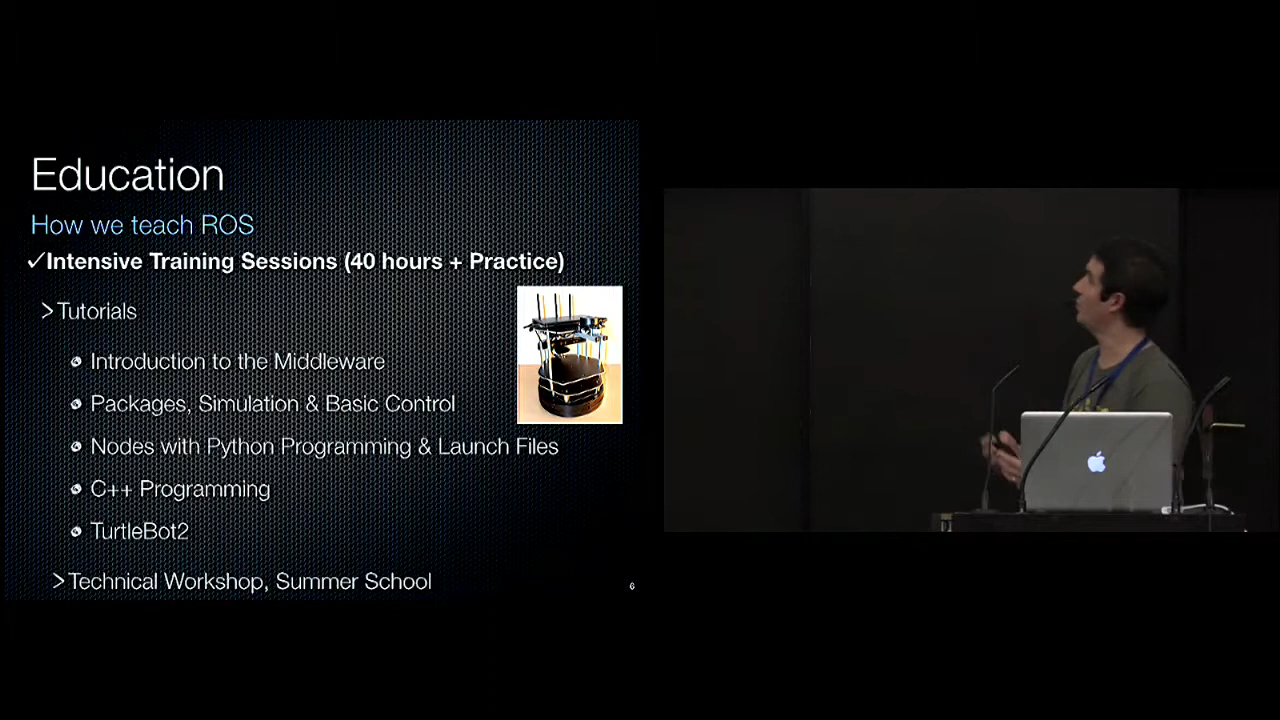 Education
How we teach ROS
✓Intensive Training Sessions (40 hours + Practice)
>Tutorials
Introduction to the Middleware
Packages, Simulation & Basic Control
Nodes with Python Programming & Launch Files
C++ Programming
TurtleBot2
>Technical Workshop, Summer School
6